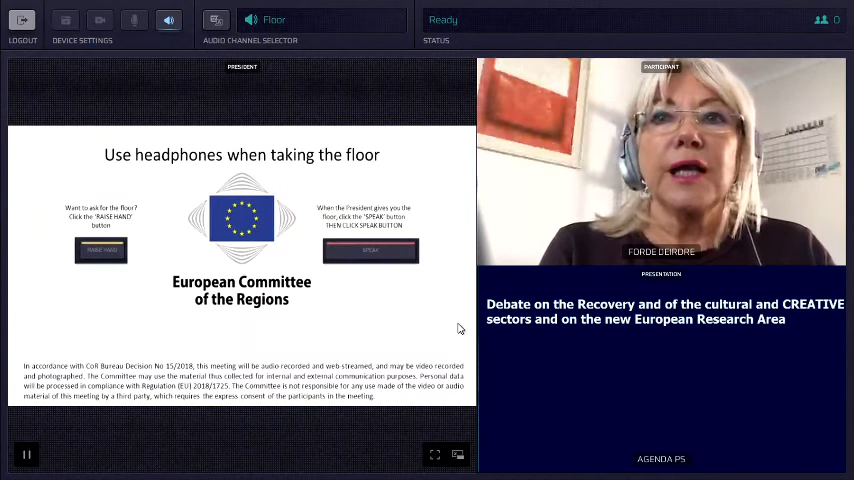 LOGOUT
DEVICE SETTINGS
Floor
AUDIO CHANNEL SELECTOR
Ready
0
STATUS
PRESIDENT
Use headphones when taking the floor
Want to ask for the floor?
Click the 'RAISE HAND'
button
RAISE HAND
When the President gives you the
floor, click the 'SPEAK' button
THEN CLICK SPEAK BUTTON
SPEAK
European Committee
of the Regions
In accordance with CoR Bureau Decision No 15/2018, this meeting will be audio recorded and web-streamed, and may be video recorded
and photographed. The Committee may use the material thus collected for internal and external communication purposes. Personal data
will be processed in compliance with Regulation (EU) 2018/1725. The Committee is not responsible for any use made of the video or audio
material of this meeting by a third party, which requires the express consent of the participants in the meeting.
PARTICIPANT
FORDE DEIRDRE
PRESENTATION
Debate on the Recovery and of the cultural and CREATIVE
sectors and on the new European Research Area
AGENDA P5